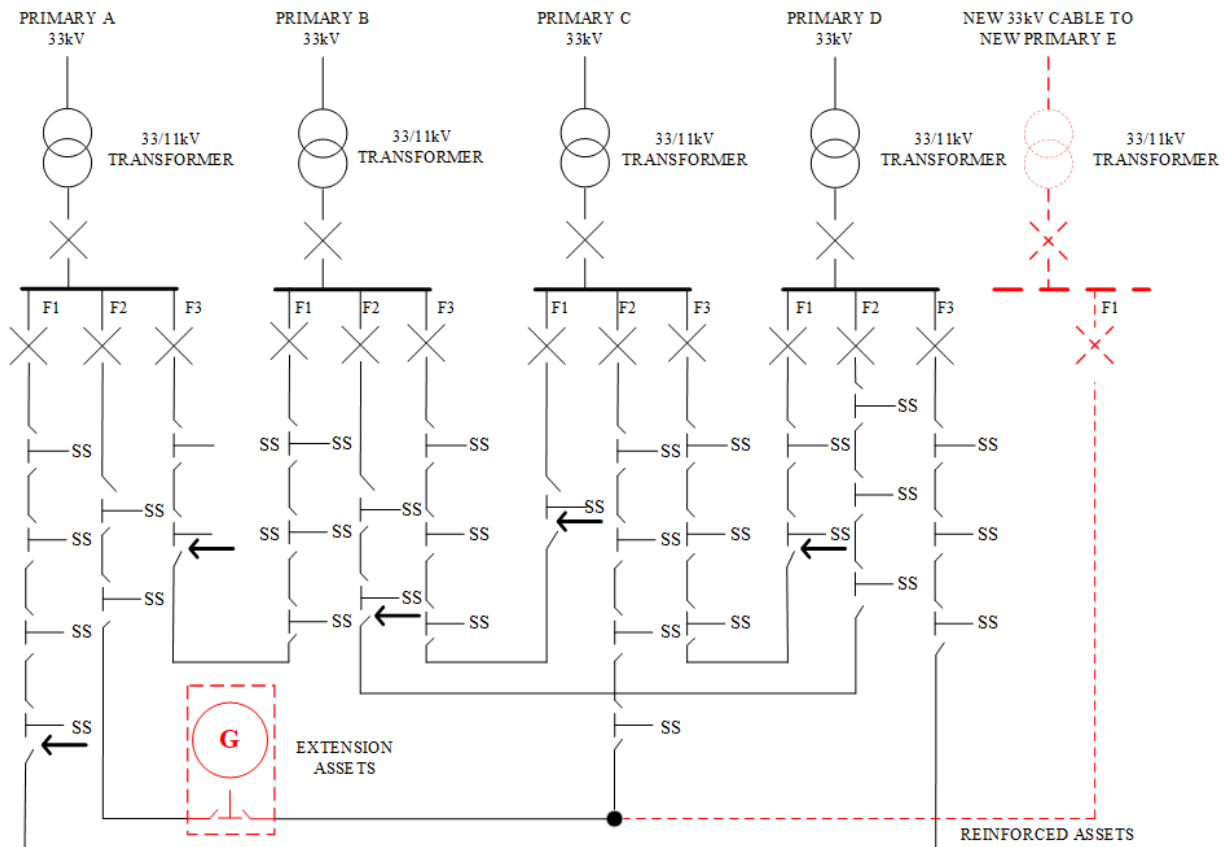 PRIMARY A
33kV
PRIMARY B
33kV
PRIMARY C
33kV
PRIMARY D
33kV
NEW 33kV CABLE TO
NEW PRIMARY E
33/11kV
TRANSFORMER
33/11kV
TRANSFORMER
33/11kV
TRANSFORMER
33/11kV
TRANSFORMER
33/11kV
TRANSFORMER
F1 F2 F3 F1 F2 F3 F1 F2 F3 F1 F2 F3 F1
SS
SS SS SS SS SS SS SS
SS SS SS
SS
SS SS SS SS
SS SS SS SS SS SS SS SS
SS SS SS
SS SS SS SS SS
SS SS SS
SS SS
G
EXTENSION
ASSETS
REINFORCED ASSETS